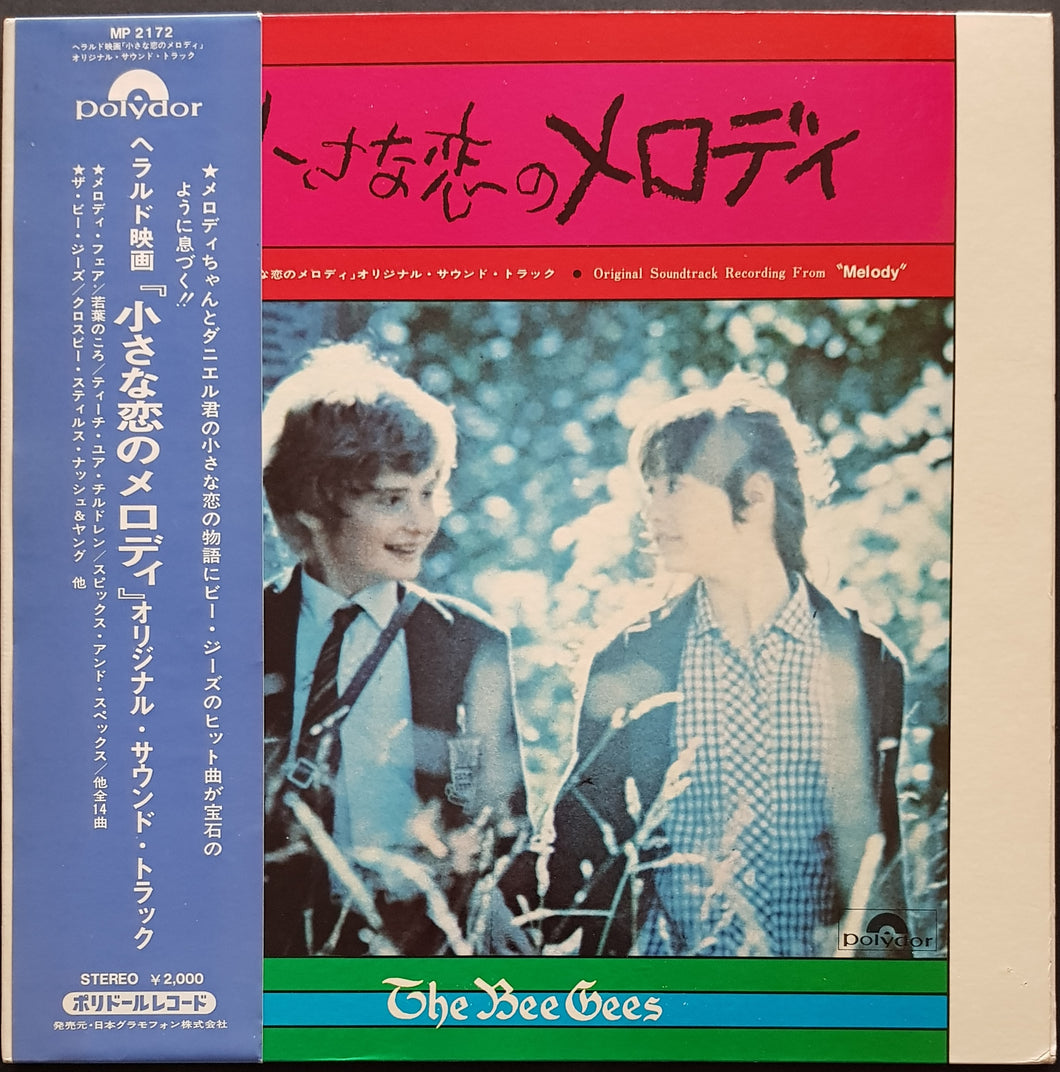 MP 2172
ヘラルド映画「小さな恋のメロディ」
オリジナル・サウンド・トラック
polydor
★メロディちゃんとダニエル君の小さな恋の物語にビー・ジーズのヒット曲が宝石の
ように息づく!!
ヘラルド映画『小さな恋のメロディ』オリジナル・サウンド・トラック
★メロディ・フェア/若葉のころ/ティーチ・ユア・チルドレン/スピックス・アンド・スペックス/他全14曲
★ザ・ビー・ジーズ/クロスビー・スティルス・ナッシュ&ヤング 他
STEREO ¥2,000
ポリドールレコード
発売元・日本グラモフォン株式会社
小さな恋のメロディ
な恋のメロディ」オリジナル・サウンド・トラック ● Original Soundtrack Recording From "Melody"
polydor
The Bee Gees